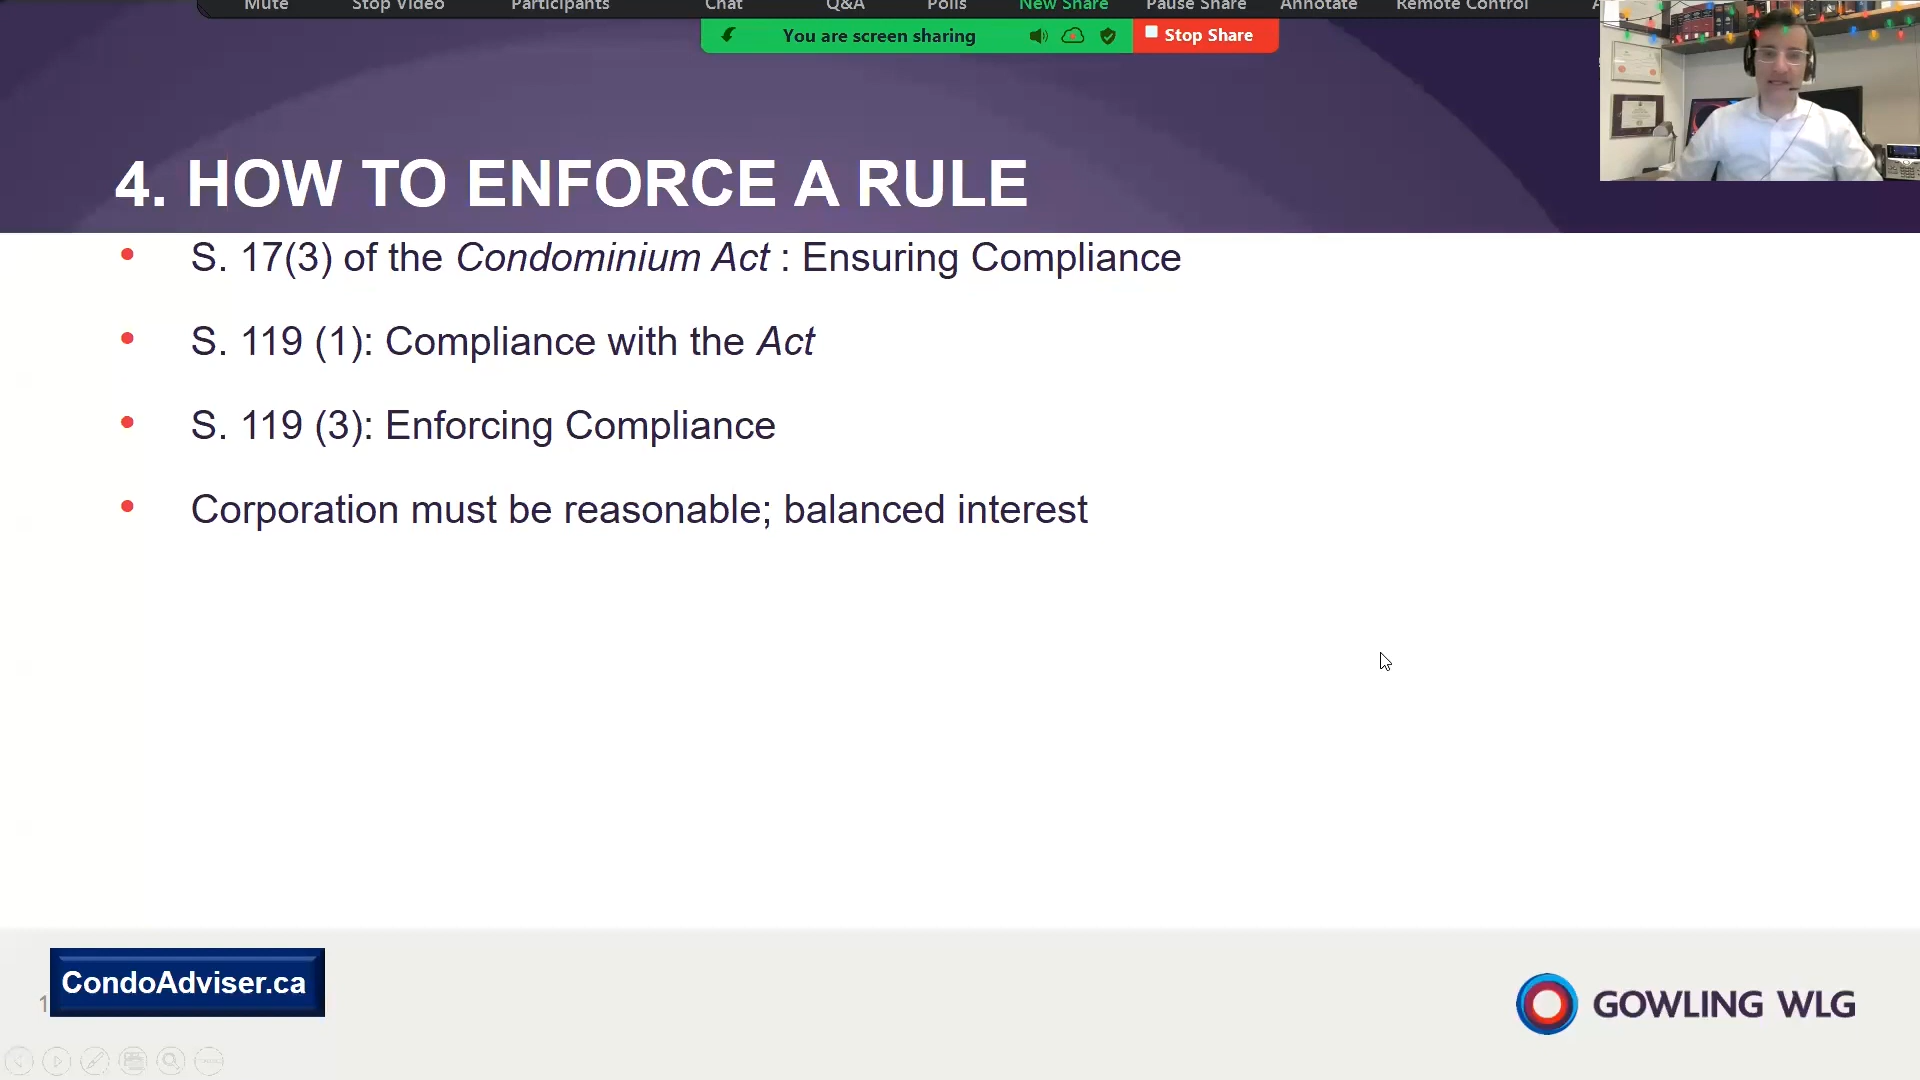 Mute Stop Video Participants Chat Q&A Polls New Share Pause Share Annotate Remote Control
You are screen sharing Stop Share
4. HOW TO ENFORCE A RULE
• S. 17(3) of the Condominium Act : Ensuring Compliance
• S. 119 (1): Compliance with the Act
• S. 119 (3): Enforcing Compliance
• Corporation must be reasonable; balanced interest
CondoAdviser.ca
GOWLING WLG